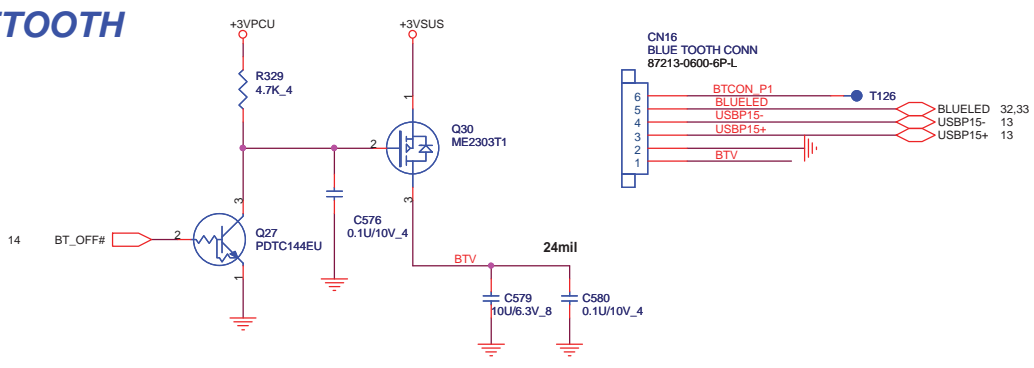 TOOTH
+3VPCU
+3VSUS
R329
4.7K_4
1
Q30
ME2303T1
2
3
3
C576
0.1U/10V_4
14
BT_OFF#
2
Q27
PDTC144EU
1
24mil
BTV
C579
10U/6.3V_8
C580
0.1U/10V_4
CN16
BLUE TOOTH CONN
87213-0600-6P-L
6
BTCON_P1
T126
5
BLUELED
BLUELED 32,33
4
USBP15-
USBP15- 13
3
USBP15+
USBP15+ 13
2
1
BTV